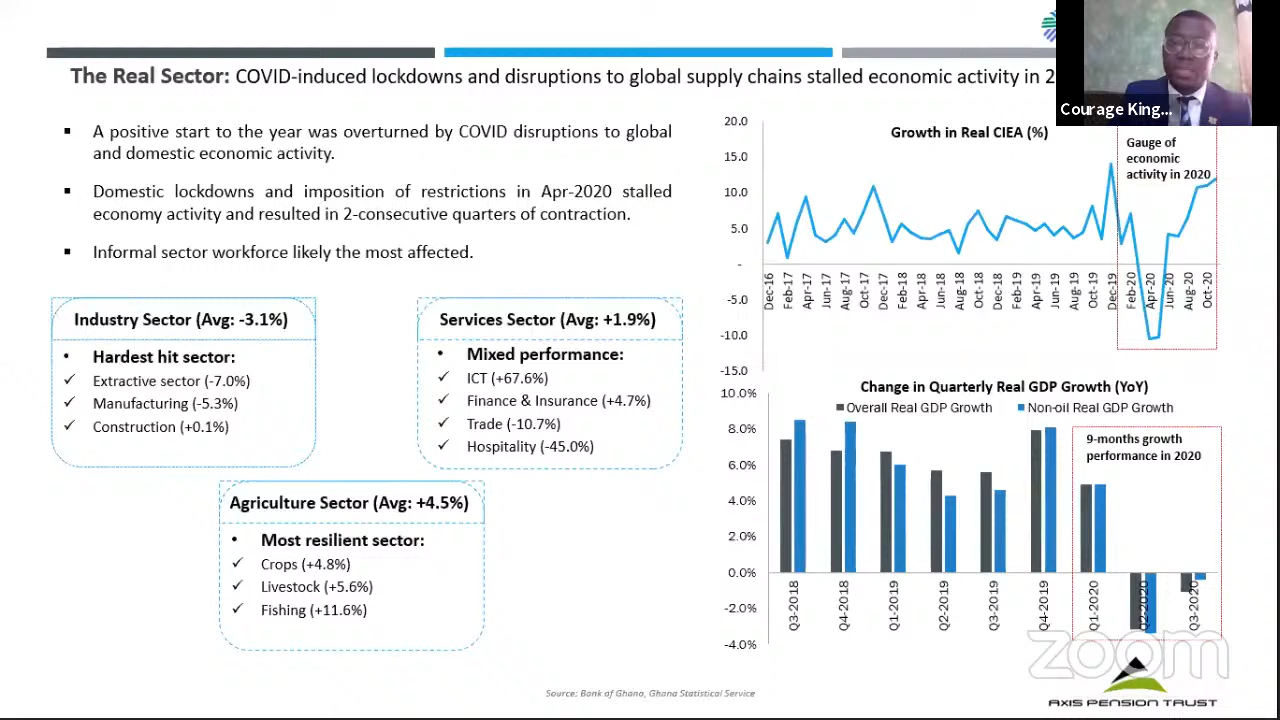 The Real Sector: COVID-induced lockdowns and disruptions to global supply chains stalled economic activity in 2
Courage King...
▪ A positive start to the year was overturned by COVID disruptions to global
and domestic economic activity.
▪ Domestic lockdowns and imposition of restrictions in Apr-2020 stalled
economy activity and resulted in 2-consecutive quarters of contraction.
▪ Informal sector workforce likely the most affected.
Industry Sector (Avg: -3.1%)
• Hardest hit sector:
✓ Extractive sector (-7.0%)
✓ Manufacturing (-5.3%)
✓ Construction (+0.1%)
Services Sector (Avg: +1.9%)
• Mixed performance:
✓ ICT (+67.6%)
✓ Finance & Insurance (+4.7%)
✓ Trade (-10.7%)
✓ Hospitality (-45.0%)
Agriculture Sector (Avg: +4.5%)
• Most resilient sector:
✓ Crops (+4.8%)
✓ Livestock (+5.6%)
✓ Fishing (+11.6%)
Growth in Real CIEA (%)
Gauge of
economic
activity in 2020
20.0
15.0
10.0
5.0
-
-5.0
-10.0
-15.0
Dec-16
Feb-17
Apr-17
Jun-17
Aug-17
Oct-17
Dec-17
Feb-18
Apr-18
Jun-18
Aug-18
Oct-18
Dec-18
Feb-19
Apr-19
Jun-19
Aug-19
Oct-19
Dec-19
Feb-20
Apr-20
Jun-20
Aug-20
Oct-20
Change in Quarterly Real GDP Growth (YoY)
Overall Real GDP Growth
Non-oil Real GDP Growth
9-months growth
performance in 2020
10.0%
8.0%
6.0%
4.0%
2.0%
0.0%
-2.0%
-4.0%
Q3-2018
Q4-2018
Q1-2019
Q2-2019
Q3-2019
Q4-2019
Q1-2020
Q2-2020
Q3-2020
zoom
Source: Bank of Ghana, Ghana Statistical Service
AXIS PENSION TRUST